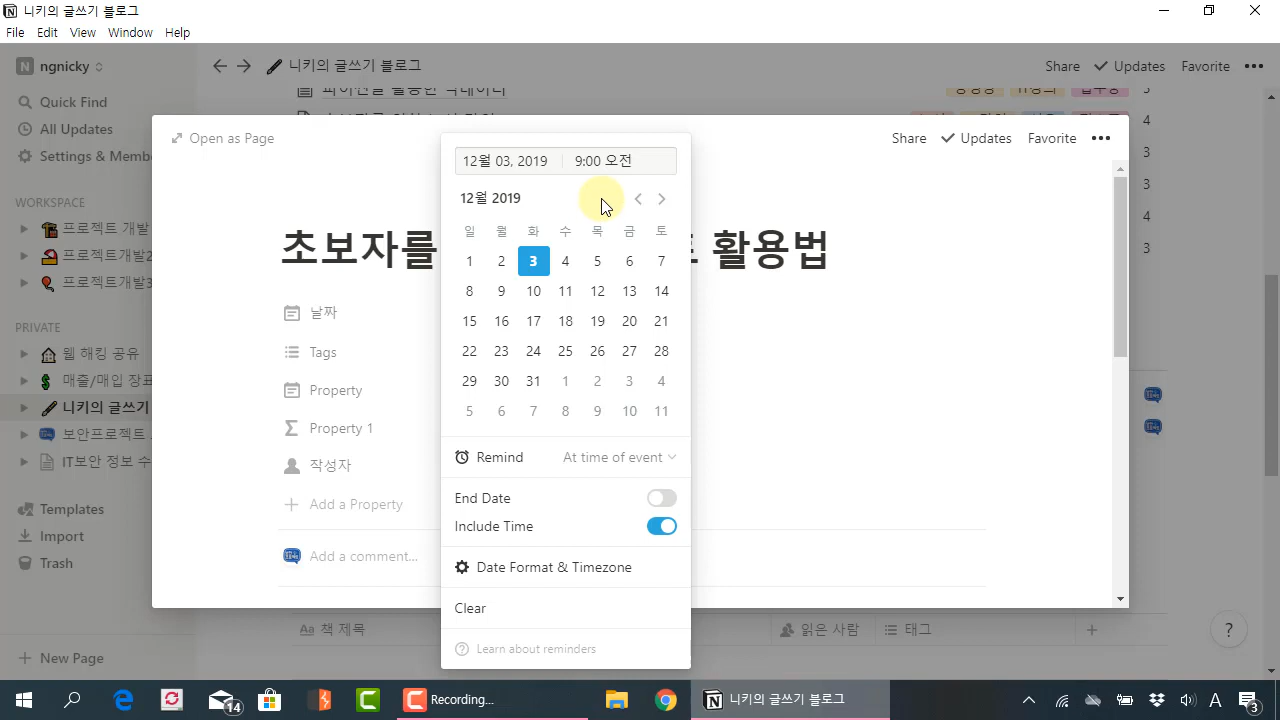 니키의 글쓰기 블로그
File Edit View Window Help
N ngnicky
니키의 글쓰기 블로그
Share Updates Favorite
Quick Find
All Updates
Settings & Membe
WORKSPACE
프로젝트 개발
프로젝트개발2
프로젝트개발3
PRIVATE
웹 해킹 공유
매출/매입 장표
니키의 글쓰기
보안프로젝트
IT보안 정보 수
Templates
Import
Trash
New Page
3
4
3
3
4
3
Open as Page
Share Updates Favorite
초보자를
활용법
날짜
Tags
Property
Property 1
작성자
Add a Property
Add a comment...
12월 03, 2019 9:00 오전
12월 2019
일 월 화 수 목 금 토
1 2 3 4 5 6 7
8 9 10 11 12 13 14
15 16 17 18 19 20 21
22 23 24 25 26 27 28
29 30 31 1 2 3 4
5 6 7 8 9 10 11
Remind At time of event
End Date
Include Time
Date Format & Timezone
Clear
Learn about reminders
Aa 책 제목
읽은 사람
태그
?
14
Recording...
니키의 글쓰기 블로그
A
3